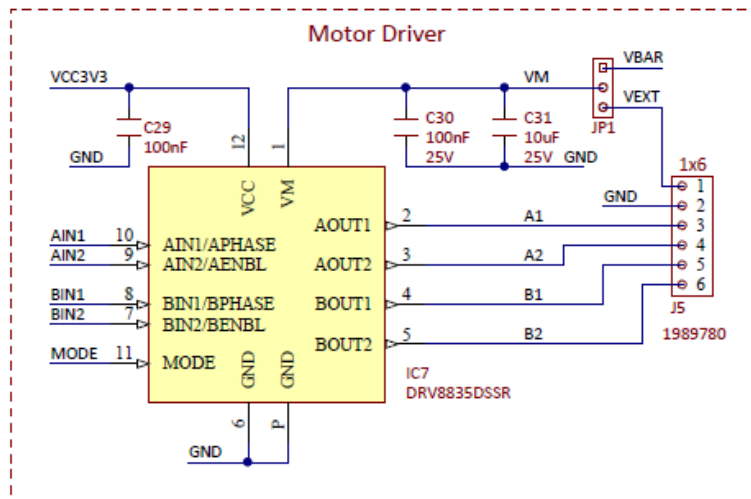 Motor Driver
VCC3V3
VM
VBAR
VEXT
JP1
C29
100nF
GND
C30
100nF
25V
C31
10uF
25V
GND
12
1
VCC
VM
1x6
GND
1
2
3
4
5
6
J5
1989780
AIN1
10
AIN1/APHASE
AIN2
9
AIN2/AENBL
BIN1
8
BIN1/BPHASE
BIN2
7
BIN2/BENBL
MODE
11
MODE
AOUT1
2
A1
AOUT2
3
A2
BOUT1
4
B1
BOUT2
5
B2
GND
GND
6
P
GND
IC7
DRV8835DSSR